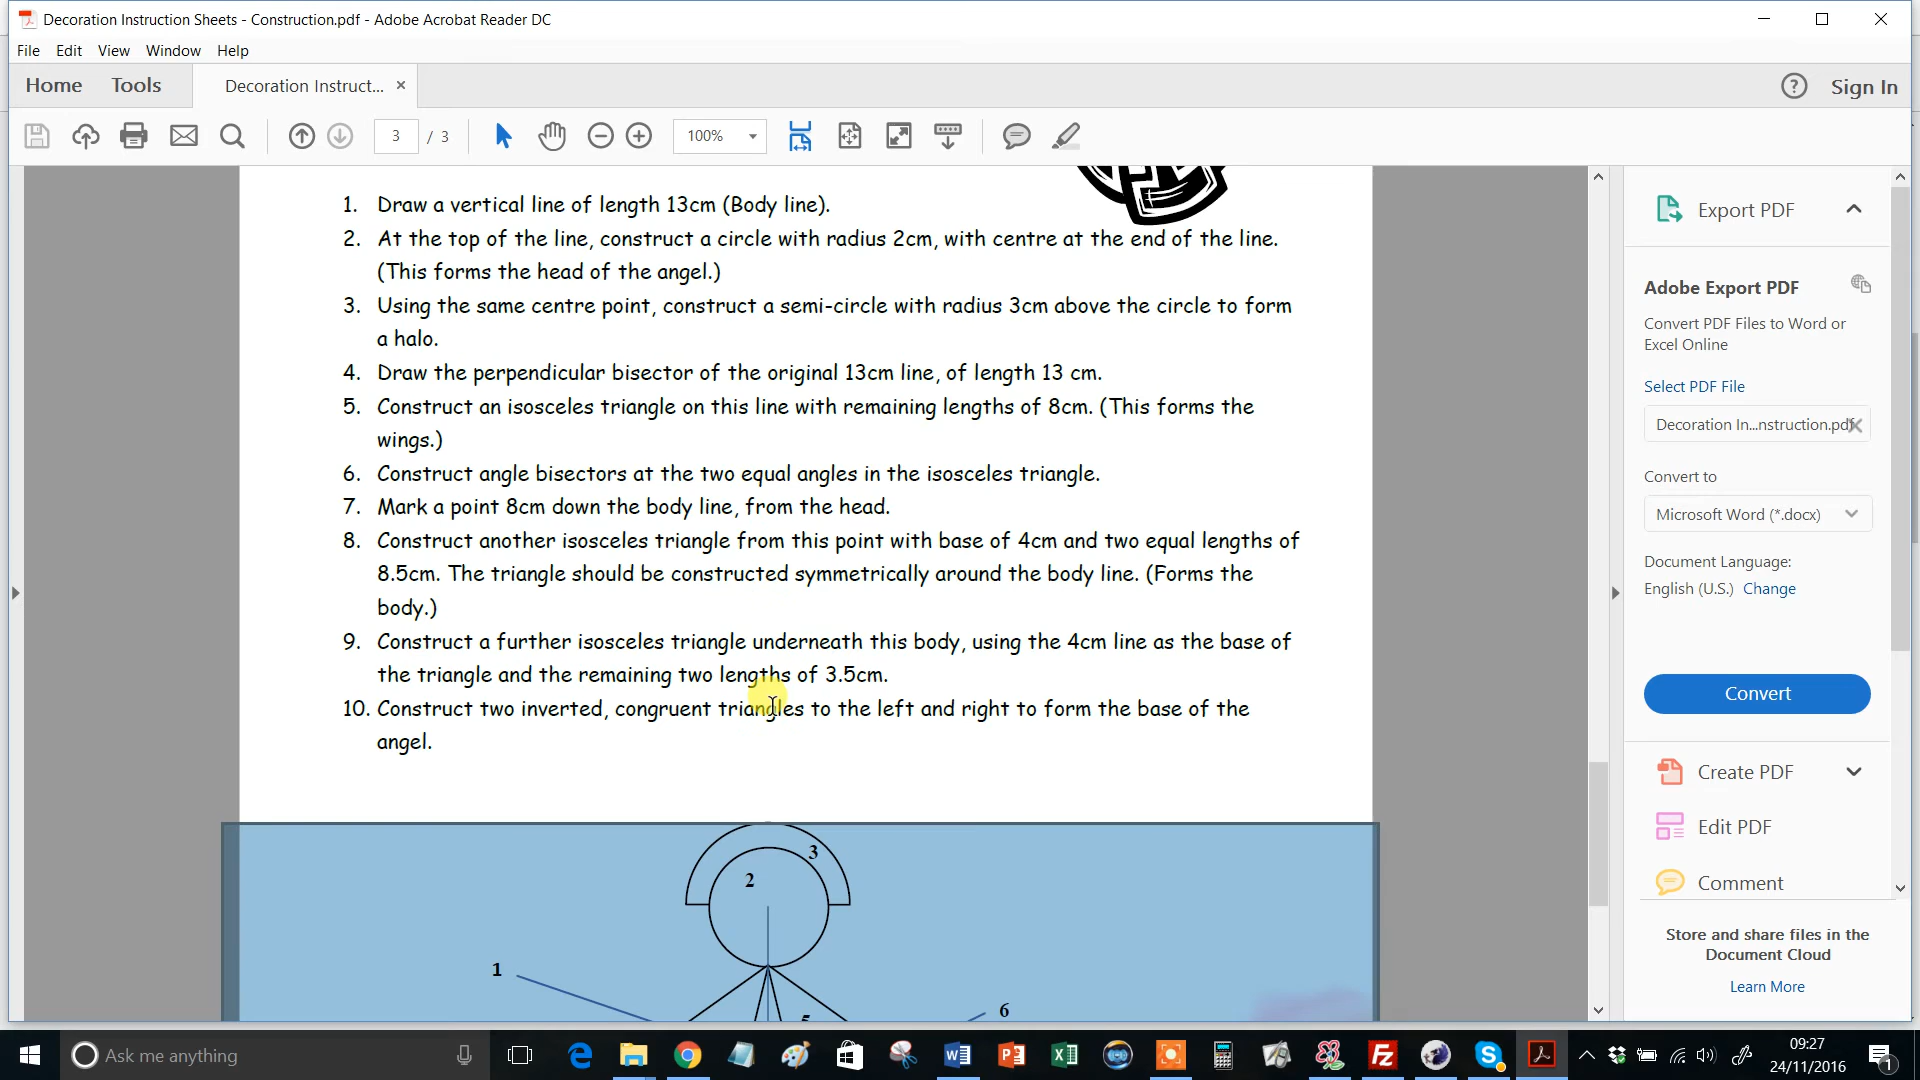 Decoration Instruction Sheets - Construction.pdf - Adobe Acrobat Reader DC
File Edit View Window Help
Home Tools Decoration Instruct... × ? Sign In
3 / 3 100%
1. Draw a vertical line of length 13cm (Body line).
2. At the top of the line, construct a circle with radius 2cm, with centre at the end of the line.
(This forms the head of the angel.)
3. Using the same centre point, construct a semi-circle with radius 3cm above the circle to form
a halo.
4. Draw the perpendicular bisector of the original 13cm line, of length 13 cm.
5. Construct an isosceles triangle on this line with remaining lengths of 8cm. (This forms the
wings.)
6. Construct angle bisectors at the two equal angles in the isosceles triangle.
7. Mark a point 8cm down the body line, from the head.
8. Construct another isosceles triangle from this point with base of 4cm and two equal lengths of
8.5cm. The triangle should be constructed symmetrically around the body line. (Forms the
body.)
9. Construct a further isosceles triangle underneath this body, using the 4cm line as the base of
the triangle and the remaining two lengths of 3.5cm.
10. Construct two inverted, congruent triangles to the left and right to form the base of the
angel.
3
2
1
6
5
Export PDF
Adobe Export PDF
Convert PDF Files to Word or
Excel Online
Select PDF File
Decoration In...nstruction.pdf
Convert to
Microsoft Word (*.docx)
Document Language:
English (U.S.) Change
Convert
Create PDF
Edit PDF
Comment
Store and share files in the
Document Cloud
Learn More
Ask me anything
09:27
24/11/2016
1